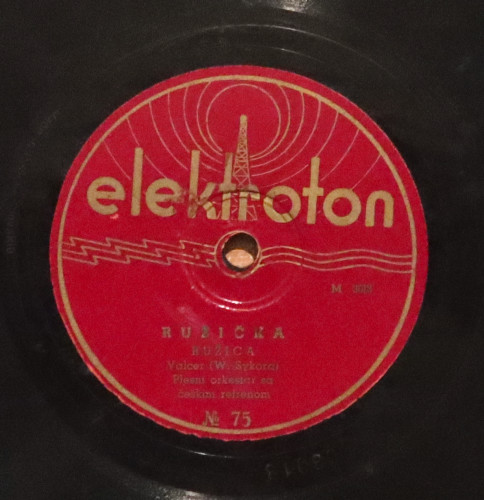 elektroton
M
RUŽIČKA
RUŽICA
Valcer (W. Sykora)
Plesni orkestar sa
češkim refrenom
№ 75